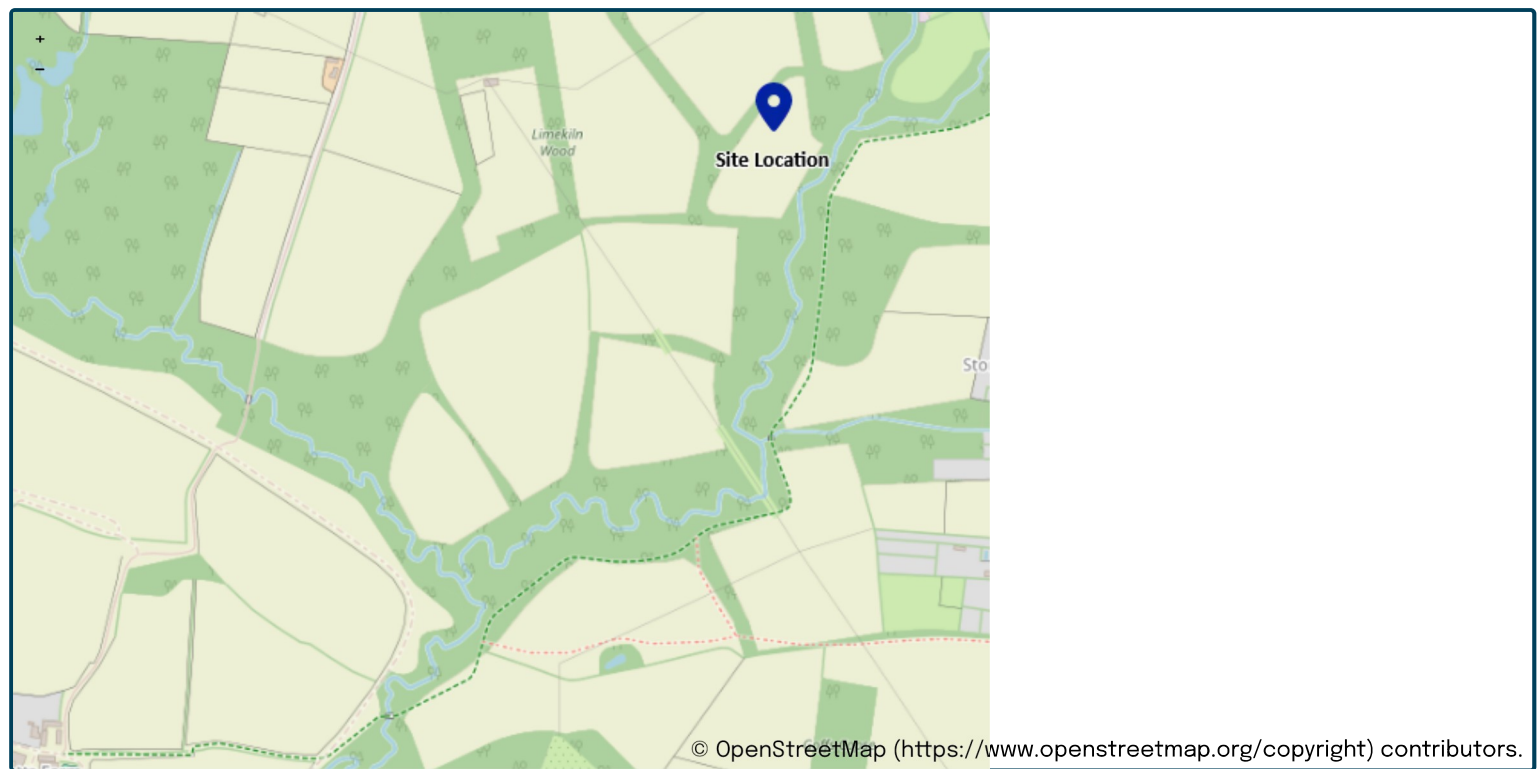 +
−
Limekiln
Wood
Site Location
Sto
© OpenStreetMap (https://www.openstreetmap.org/copyright) contributors.